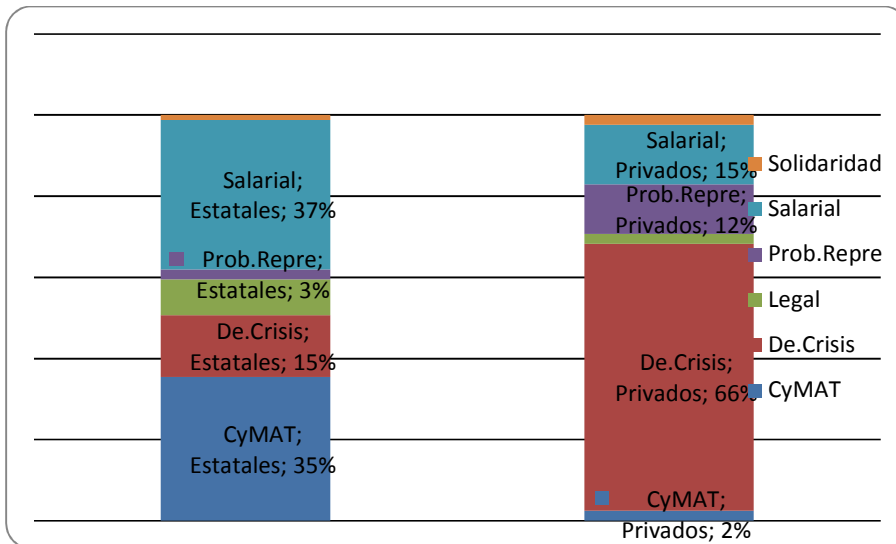 Salarial;
Estatales; 37%
Prob.Repre;
Estatales; 3%
De.Crisis;
Estatales; 15%
CyMAT;
Estatales; 35%
Salarial;
Privados; 15%
Prob.Repre;
Privados; 12%
De.Crisis;
Privados; 66%
CyMAT;
Privados; 2%
Solidaridad
Salarial
Prob.Repre
Legal
De.Crisis
CyMAT